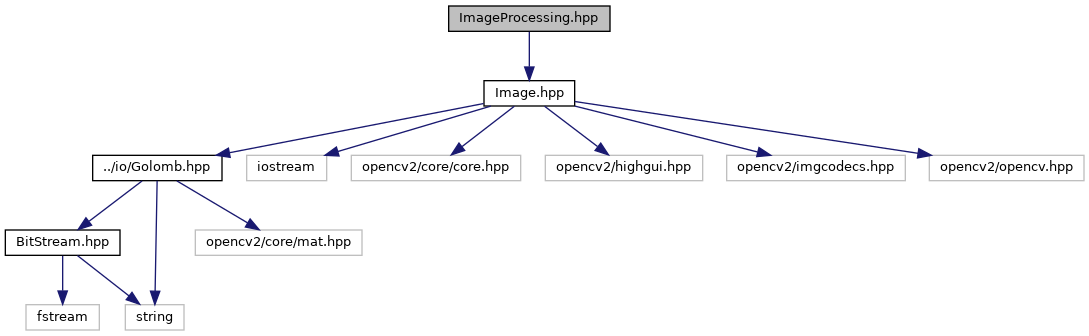 ImageProcessing.hpp
Image.hpp
../io/Golomb.hpp
iostream
opencv2/core/core.hpp
opencv2/highgui.hpp
opencv2/imgcodecs.hpp
opencv2/opencv.hpp
BitStream.hpp
opencv2/core/mat.hpp
fstream
string